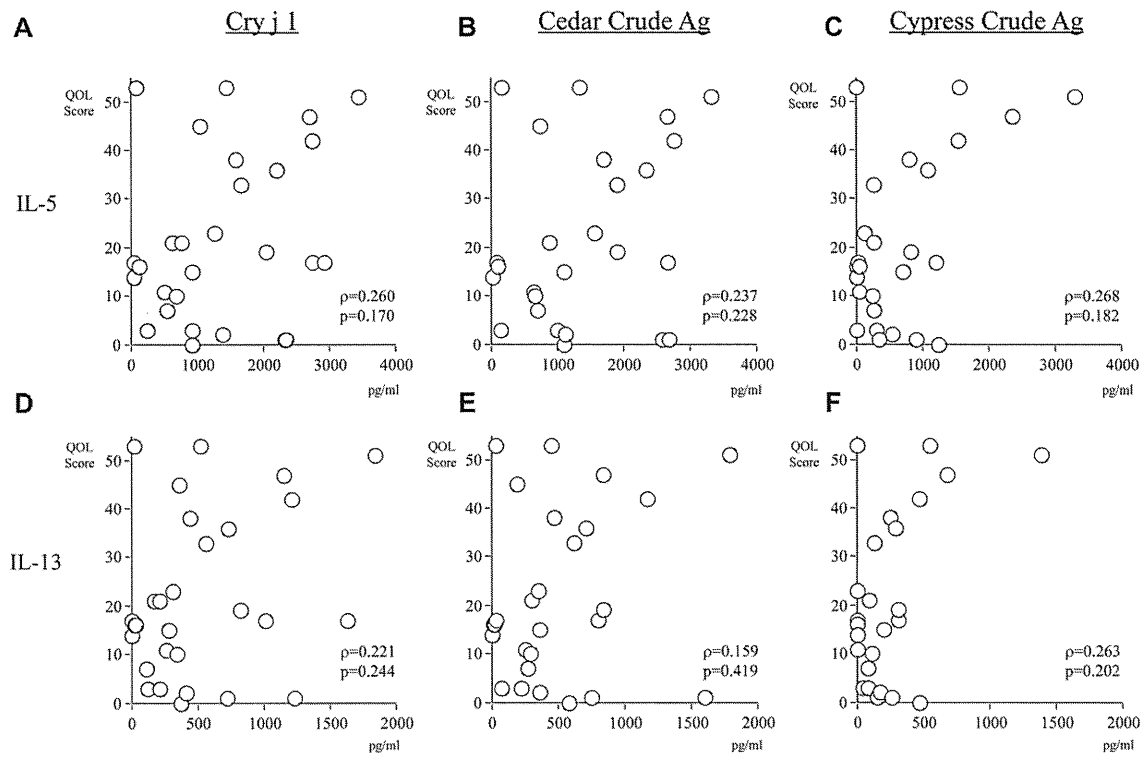 A Cry j 1
B Cedar Crude Ag
C Cypress Crude Ag
IL-5
QOL
Score
50
40
30
20
10
0
0 1000 2000 3000 4000
pg/ml
ρ=0.260
p=0.170
QOL
Score
50
40
30
20
10
0
0 1000 2000 3000 4000
pg/ml
ρ=0.237
p=0.228
QOL
Score
50
40
30
20
10
0
0 1000 2000 3000 4000
pg/ml
ρ=0.268
p=0.182
D
E
F
IL-13
QOL
Score
50
40
30
20
10
0
0 500 1000 1500 2000
pg/ml
ρ=0.221
p=0.244
QOL
Score
50
40
30
20
10
0
0 500 1000 1500 2000
pg/ml
ρ=0.159
p=0.419
QOL
Score
50
40
30
20
10
0
0 500 1000 1500 2000
pg/ml
ρ=0.263
p=0.202